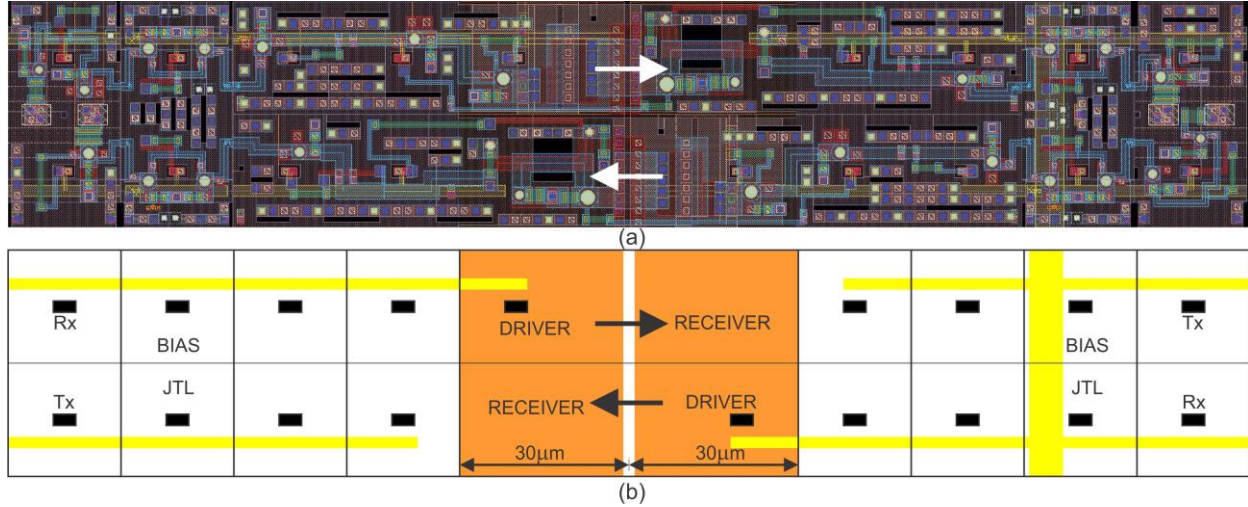 (a)
Rx
DRIVER
RECEIVER
Tx
BIAS
BIAS
JTL
JTL
Tx
RECEIVER
DRIVER
Rx
30μm
30μm
(b)